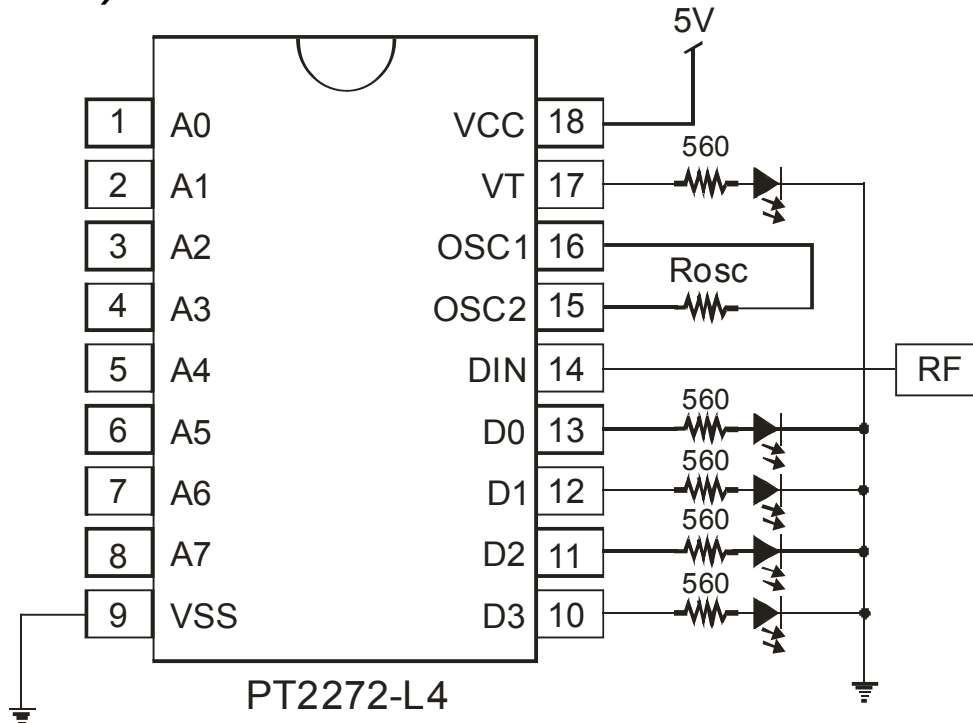 )
5V
1 A0 VCC 18
560
2 A1 VT 17
3 A2 OSC1 16
Rosc
4 A3 OSC2 15
5 A4 DIN 14 RF
560
6 A5 D0 13
560
7 A6 D1 12
560
8 A7 D2 11
560
9 VSS D3 10
PT2272-L4